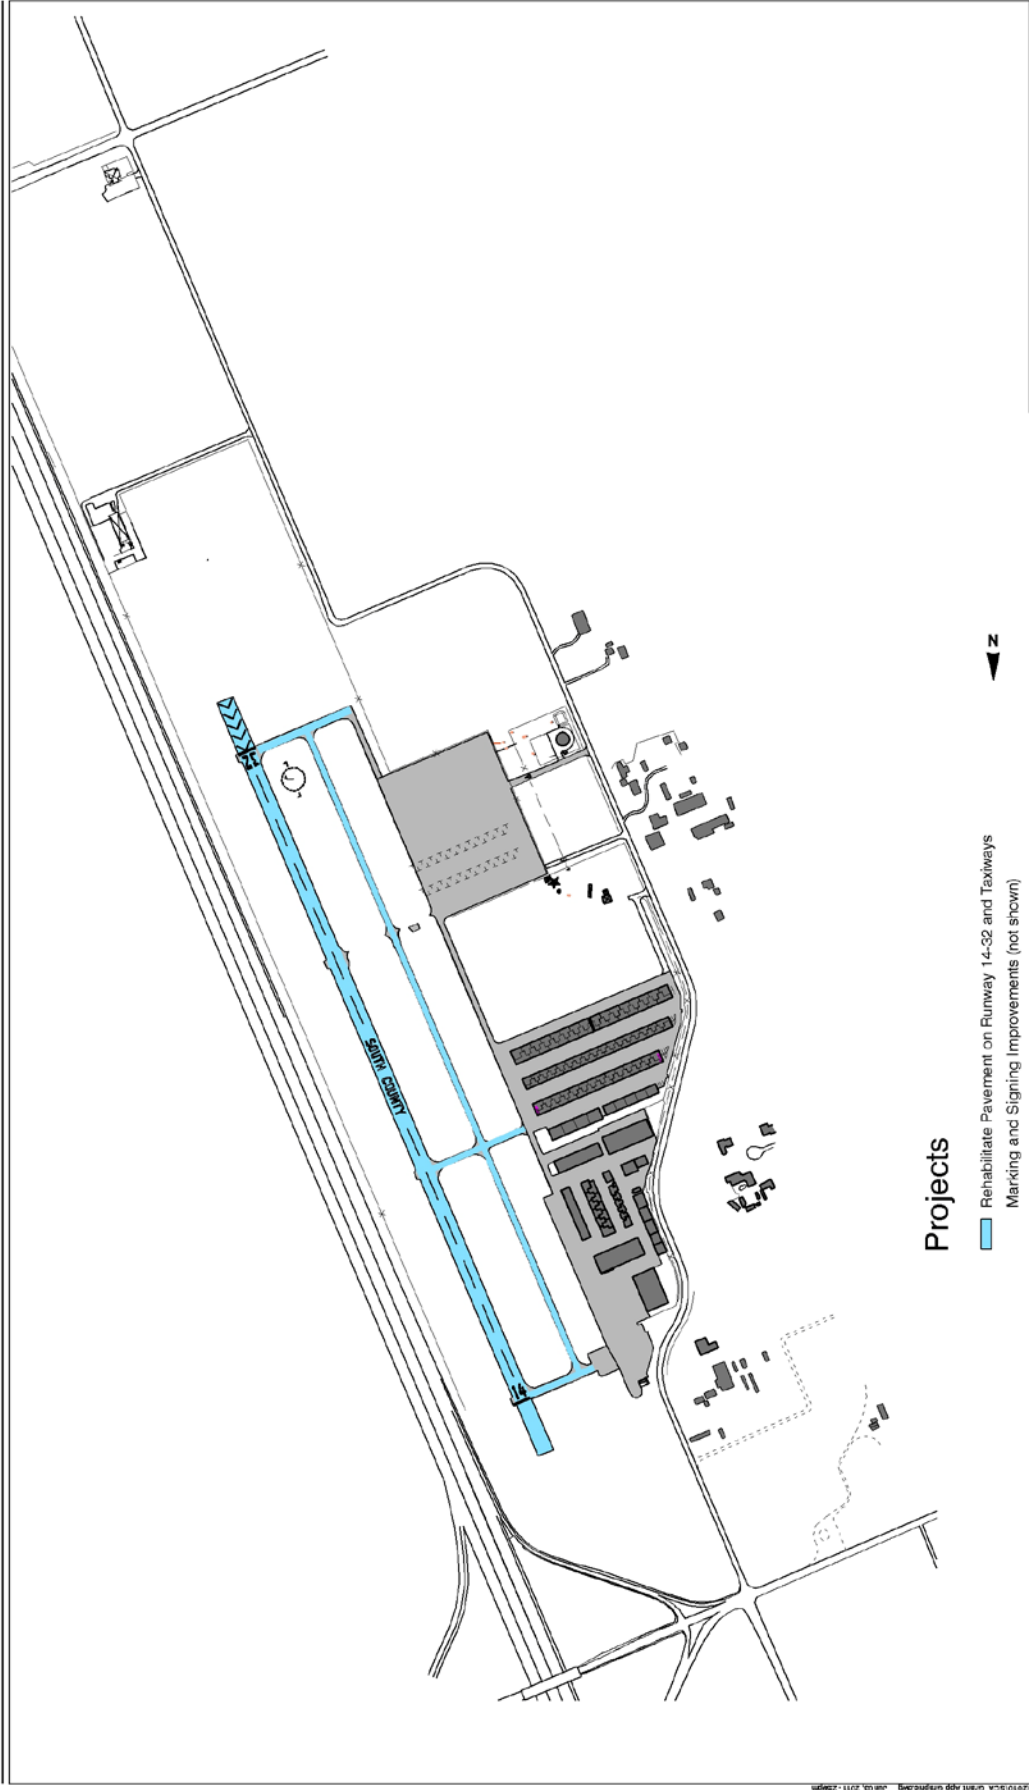 32
SOUTH COUNTY
14
N
Projects
Rehabilitate Pavement on Runway 14-32 and Taxiways
Marking and Signing Improvements (not shown)